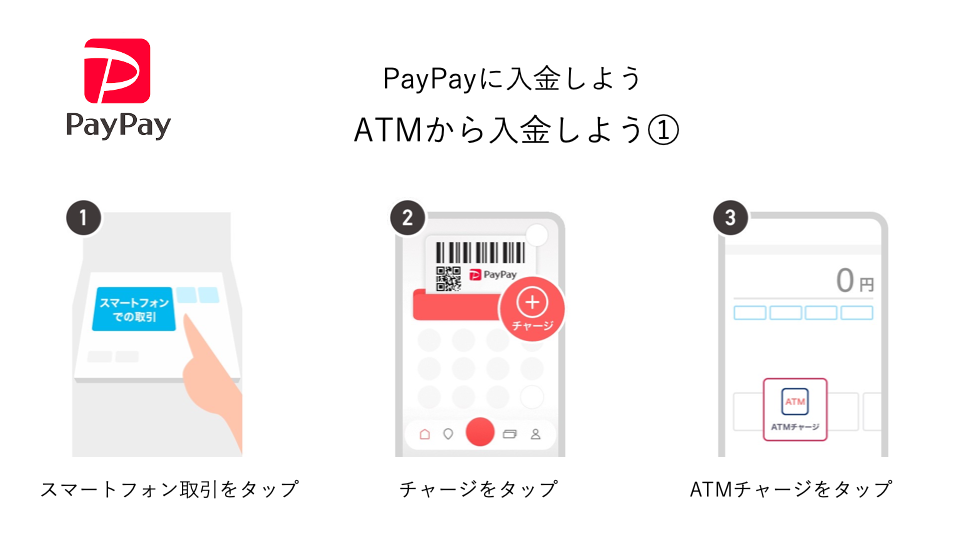 PayPay
PayPayに入金しよう
ATMから入金しよう①
1
スマートフォン
での取引
スマートフォン取引をタップ
2
PayPay
チャージ
チャージをタップ
3
0円
ATM
ATMチャージ
ATMチャージをタップ